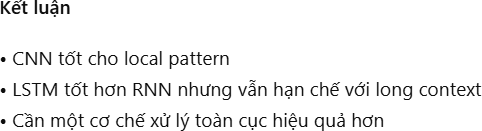 Kết luận
• CNN tốt cho local pattern
• LSTM tốt hơn RNN nhưng vẫn hạn chế với long context
• Cần một cơ chế xử lý toàn cục hiệu quả hơn